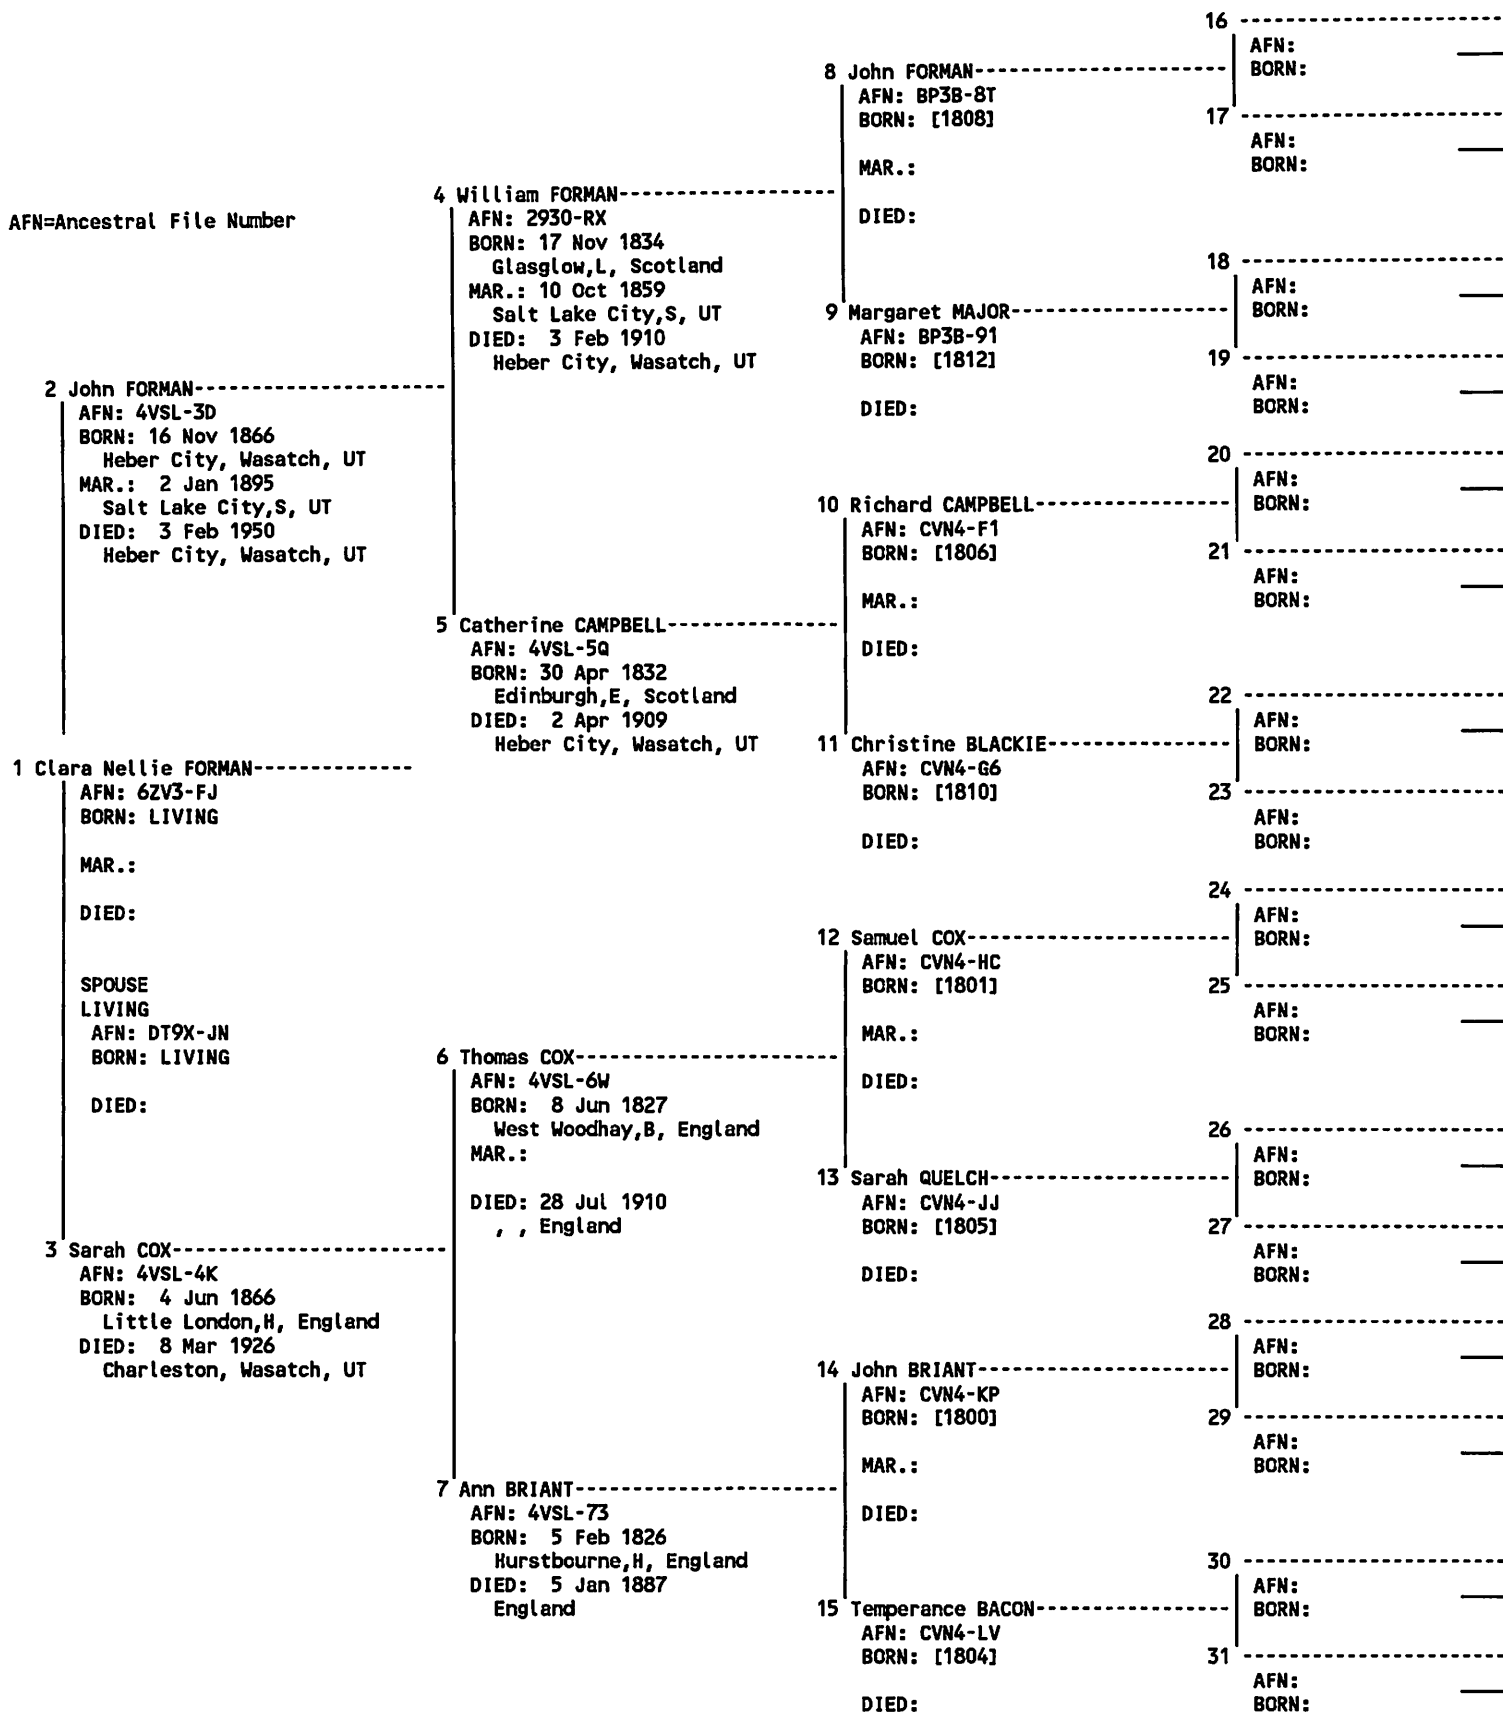 AFN=Ancestral File Number
1 Clara Nellie FORMAN--------------
AFN: 6ZV3-FJ
BORN: LIVING
MAR.:
DIED:
SPOUSE
LIVING
AFN: DT9X-JN
BORN: LIVING
DIED:
2 John FORMAN----------------------
AFN: 4VSL-3D
BORN: 16 Nov 1866
Heber City, Wasatch, UT
MAR.: 2 Jan 1895
Salt Lake City,S, UT
DIED: 3 Feb 1950
Heber City, Wasatch, UT
3 Sarah COX------------------------
AFN: 4VSL-4K
BORN: 4 Jun 1866
Little London,H, England
DIED: 8 Mar 1926
Charleston, Wasatch, UT
4 William FORMAN-------------------
AFN: 2930-RX
BORN: 17 Nov 1834
Glasglow,L, Scotland
MAR.: 10 Oct 1859
Salt Lake City,S, UT
DIED: 3 Feb 1910
Heber City, Wasatch, UT
5 Catherine CAMPBELL---------------
AFN: 4VSL-5Q
BORN: 30 Apr 1832
Edinburgh,E, Scotland
DIED: 2 Apr 1909
Heber City, Wasatch, UT
6 Thomas COX-----------------------
AFN: 4VSL-6W
BORN: 8 Jun 1827
West Woodhay,B, England
MAR.:
DIED: 28 Jul 1910
, , England
7 Ann BRIANT-----------------------
AFN: 4VSL-73
BORN: 5 Feb 1826
Hurstbourne,H, England
DIED: 5 Jan 1887
England
8 John FORMAN----------------------
AFN: BP3B-8T
BORN: [1808]
MAR.:
DIED:
9 Margaret MAJOR-------------------
AFN: BP3B-91
BORN: [1812]
DIED:
10 Richard CAMPBELL-----------------
AFN: CVN4-F1
BORN: [1806]
MAR.:
DIED:
11 Christine BLACKIE----------------
AFN: CVN4-G6
BORN: [1810]
DIED:
12 Samuel COX-----------------------
AFN: CVN4-HC
BORN: [1801]
MAR.:
DIED:
13 Sarah QUELCH---------------------
AFN: CVN4-JJ
BORN: [1805]
DIED:
14 John BRIANT----------------------
AFN: CVN4-KP
BORN: [1800]
MAR.:
DIED:
15 Temperance BACON-----------------
AFN: CVN4-LV
BORN: [1804]
DIED:
16 -----------------------
AFN:
BORN:
17 -----------------------
AFN:
BORN:
18 -----------------------
AFN:
BORN:
19 -----------------------
AFN:
BORN:
20 -----------------------
AFN:
BORN:
21 -----------------------
AFN:
BORN:
22 -----------------------
AFN:
BORN:
23 -----------------------
AFN:
BORN:
24 -----------------------
AFN:
BORN:
25 -----------------------
AFN:
BORN:
26 -----------------------
AFN:
BORN:
27 -----------------------
AFN:
BORN:
28 -----------------------
AFN:
BORN:
29 -----------------------
AFN:
BORN:
30 -----------------------
AFN:
BORN:
31 -----------------------
AFN:
BORN: